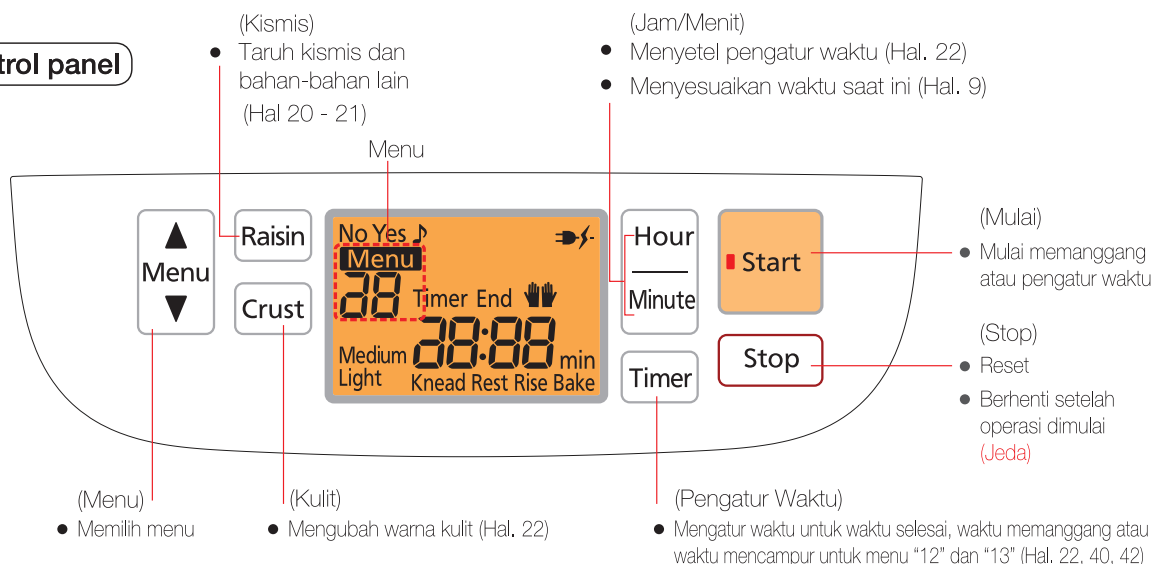 (Kismis)
● Taruh kismis dan
bahan-bahan lain
(Hal 20 - 21)
(Jam/Menit)
● Menyetel pengatur waktu (Hal. 22)
● Menyesuaikan waktu saat ini (Hal. 9)
trol panel
Menu
▲
Menu
▼
Raisin
Crust
No Yes ♪
Menu
28
Timer End
28:88 min
Medium
Light
Knead Rest Rise Bake
Hour
Minute
Timer
Start
Stop
(Mulai)
● Mulai memanggang
atau pengatur waktu
(Stop)
● Reset
● Berhenti setelah
operasi dimulai
(Jeda)
(Menu)
● Memilih menu
(Kulit)
● Mengubah warna kulit (Hal. 22)
(Pengatur Waktu)
● Mengatur waktu untuk waktu selesai, waktu memanggang atau
waktu mencampur untuk menu “12” dan “13” (Hal. 22, 40, 42)